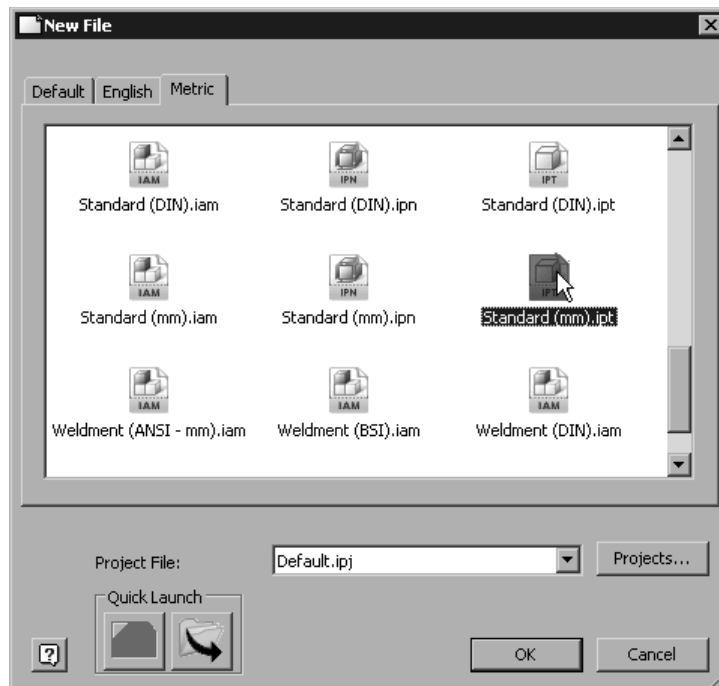 New File
Default English Metric
IAM IPN IPT
Standard (DIN).iam Standard (DIN).ipn Standard (DIN).ipt
IAM IPN IPT
Standard (mm).iam Standard (mm).ipn Standard (mm).ipt
IAM IAM IAM
Weldment (ANSI - mm).iam Weldment (BSI).iam Weldment (DIN).iam
Project File: Default.ipj Projects...
Quick Launch
? OK Cancel